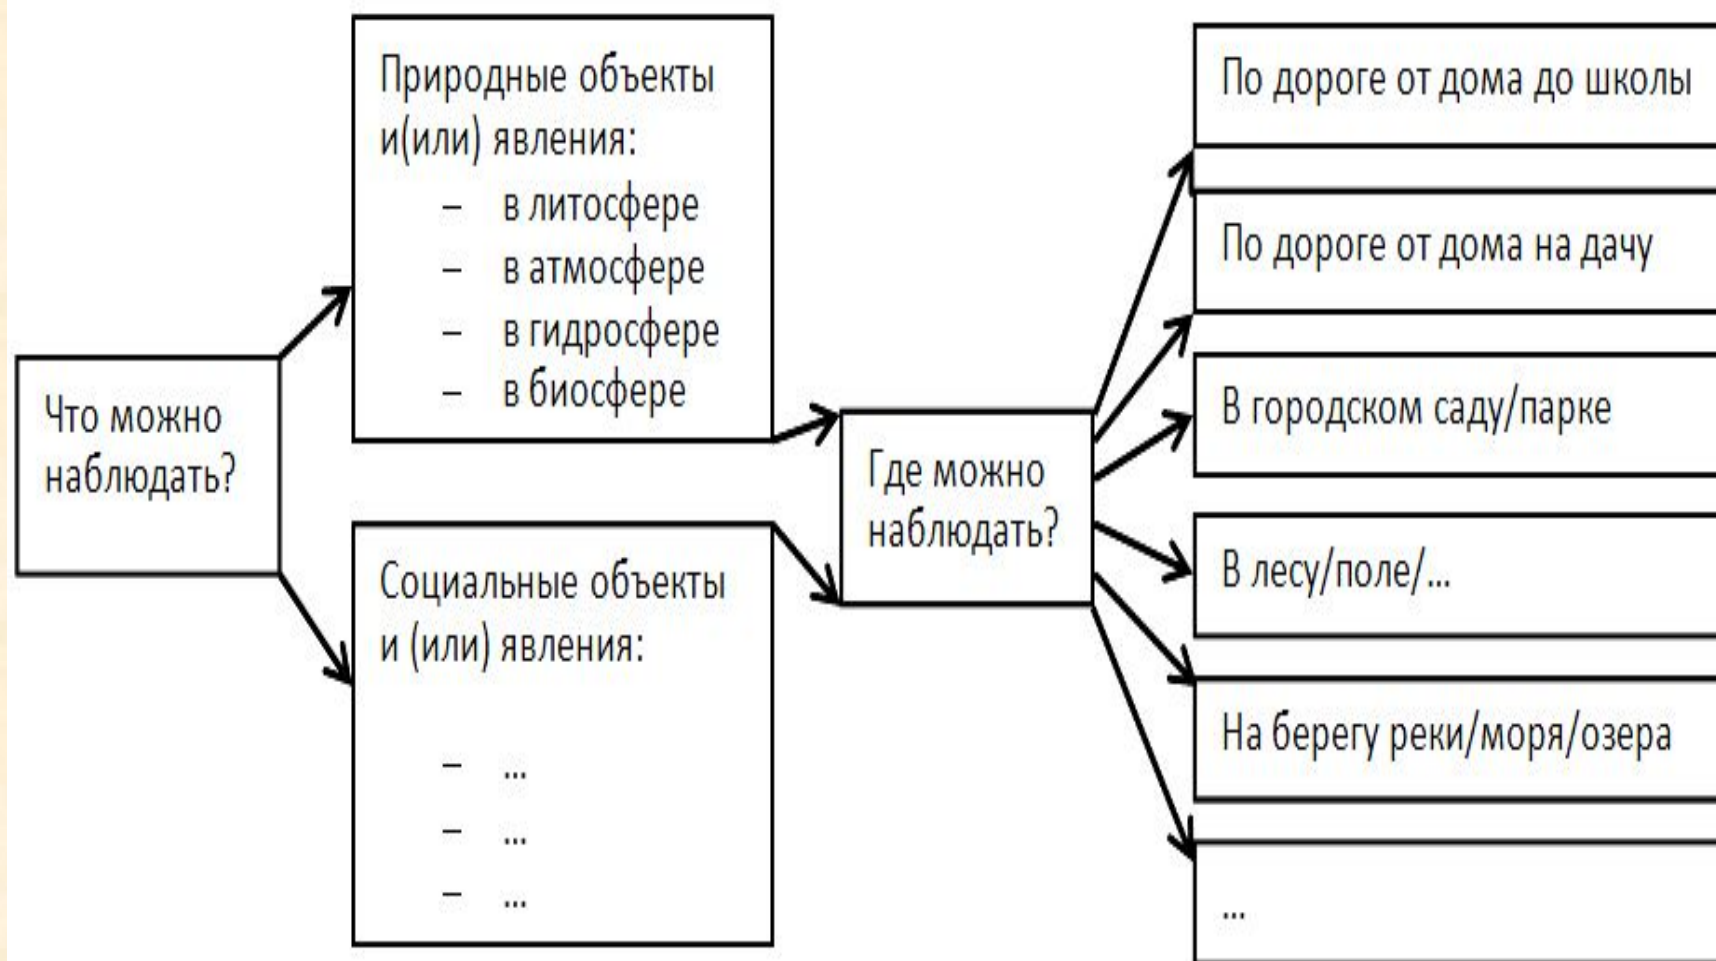 Что можно
наблюдать?
Природные объекты
и(или) явления:
– в литосфере
– в атмосфере
– в гидросфере
– в биосфере
Социальные объекты
и (или) явления:
– ...
– ...
– ...
Где можно
наблюдать?
По дороге от дома до школы
По дороге от дома на дачу
В городском саду/парке
В лесу/поле/...
На берегу реки/моря/озера
...